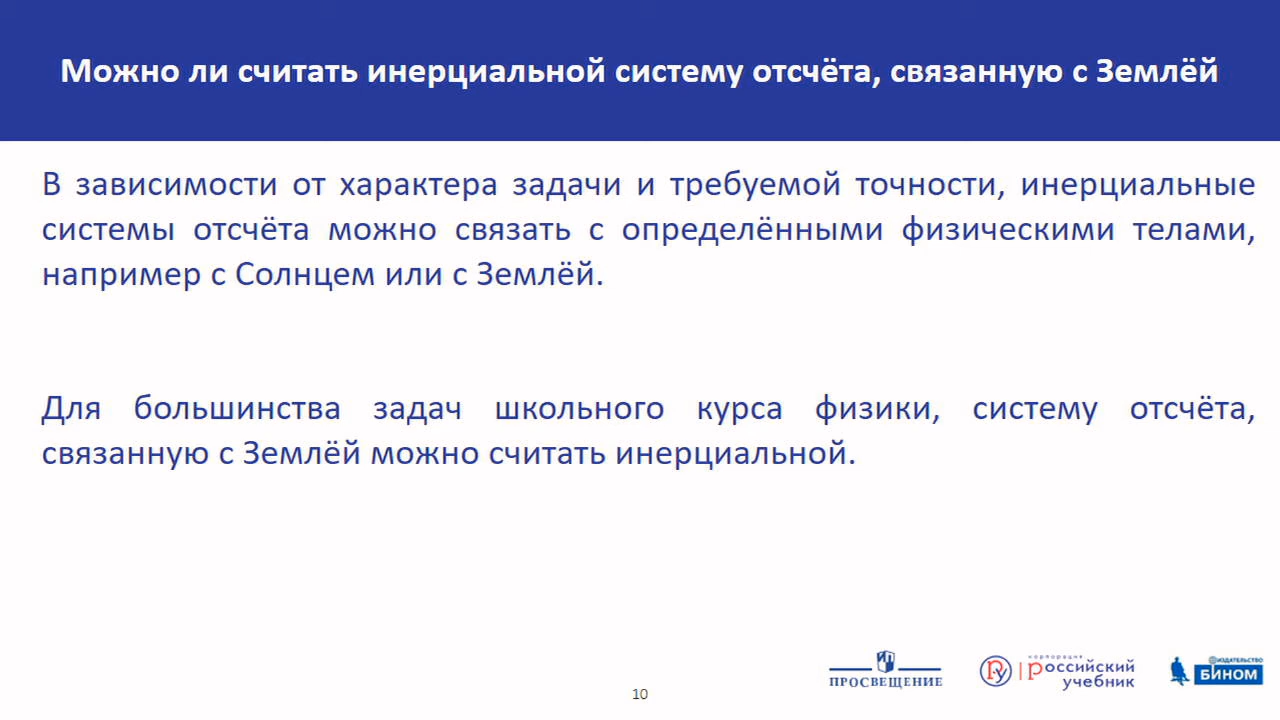 Можно ли считать инерциальной систему отсчёта, связанную с Землёй
В зависимости от характера задачи и требуемой точности, инерциальные
системы отсчёта можно связать с определёнными физическими телами,
например с Солнцем или с Землёй.
Для большинства задач школьного курса физики, систему отсчёта,
связанную с Землёй можно считать инерциальной.
10
ПРОСВЕЩЕНИЕ
корпорация
российский
учебник
ИЗДАТЕЛЬСТВО
БИНОМ